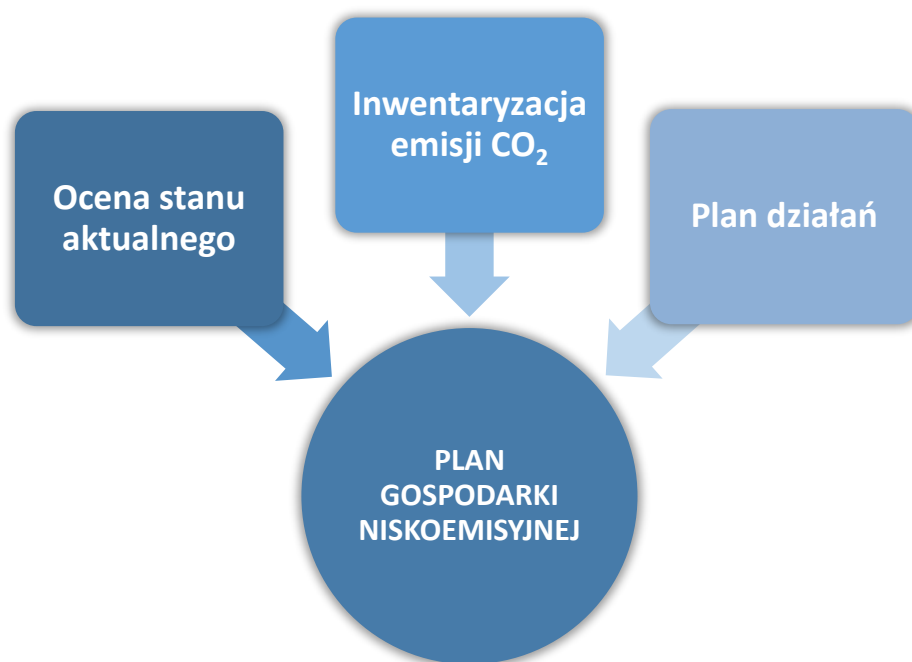 Ocena stanu
aktualnego
Inwentaryzacja
emisji CO₂
Plan działań
PLAN
GOSPODARKI
NISKOEMISYJNEJ